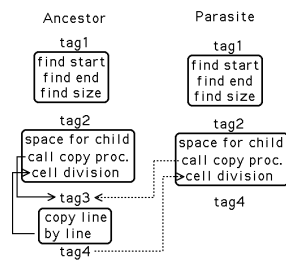 Ancestor
tag1
find start
find end
find size
tag2
space for child
call copy proc.
cell division
tag3
copy line
by line
tag4
Parasite
tag1
find start
find end
find size
tag2
space for child
call copy proc.
cell division
tag4